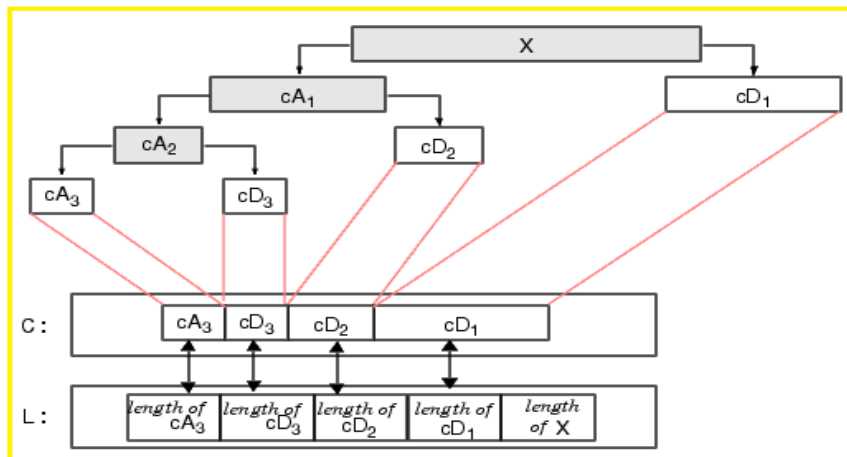 X
cA₁
cD₁
cA₂
cD₂
cA₃
cD₃
C:
cA₃ cD₃ cD₂ cD₁
L:
length of length of length of length of length
cA₃ cD₃ cD₂ cD₁ of X